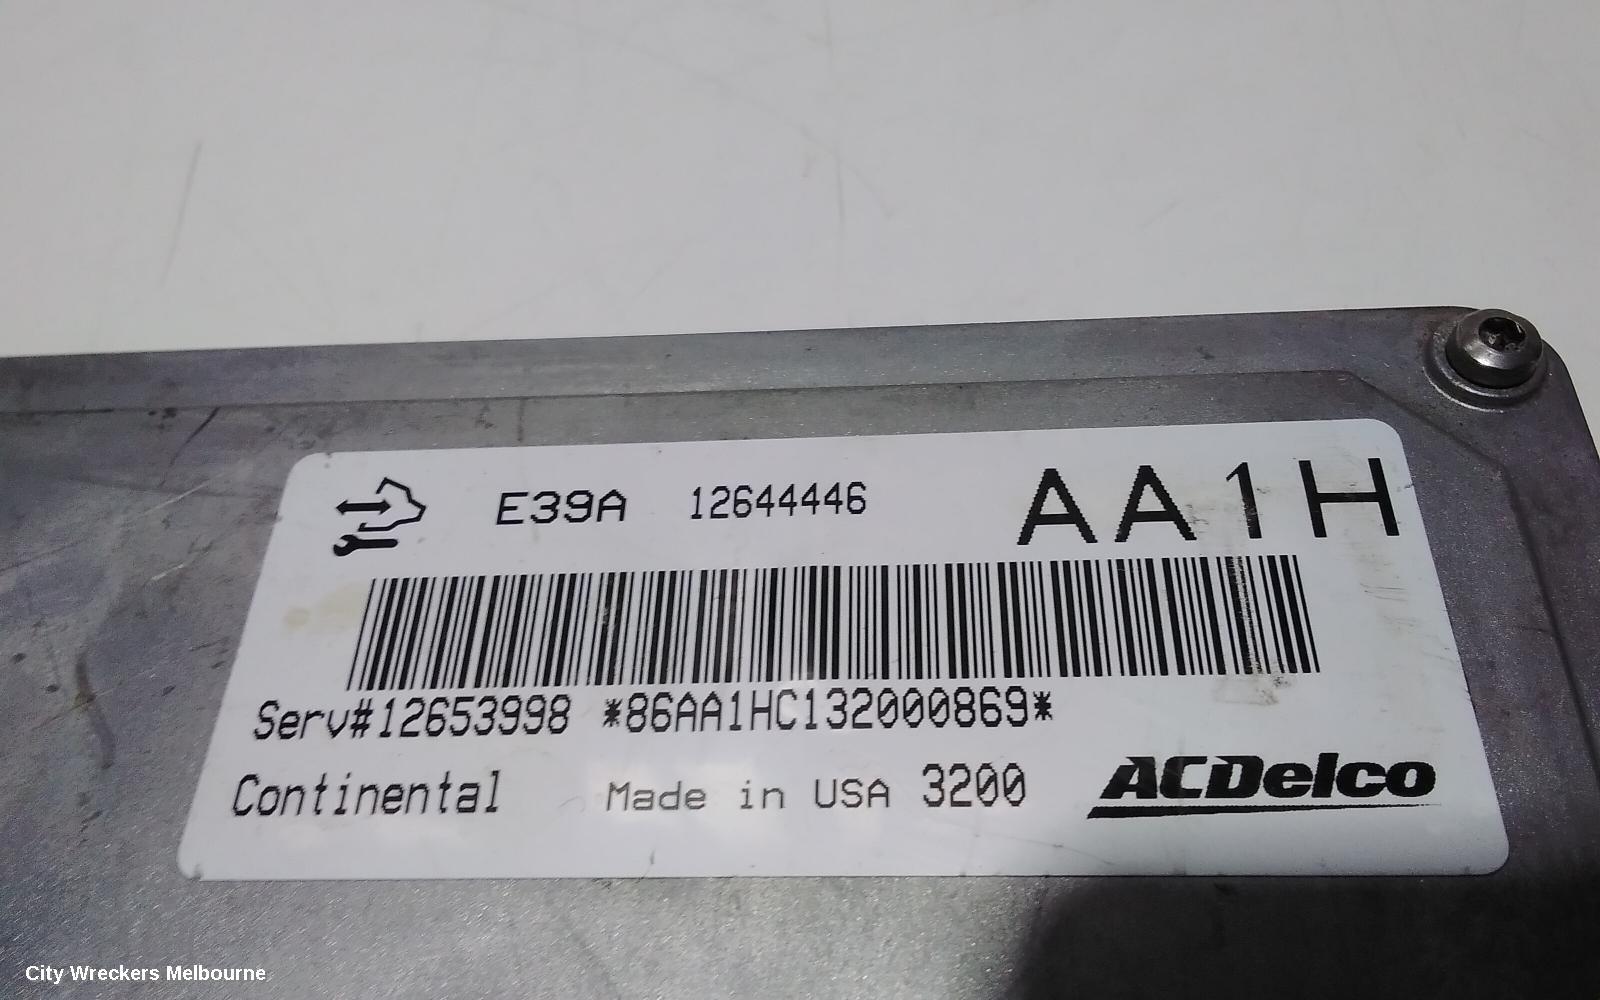 E39A 12644446 AA1H
Serv#12653998 *86AA1HC132000869*
Continental Made in USA 3200 ACDelco
City Wreckers Melbourne